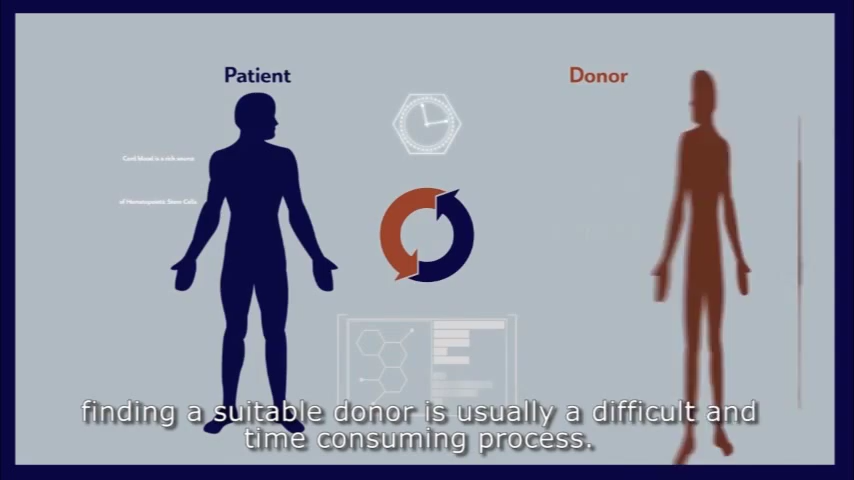 Patient
Donor
Cord blood is a rich source
of Hematopoietic Stem Cells
finding a suitable donor is usually a difficult and
time consuming process.